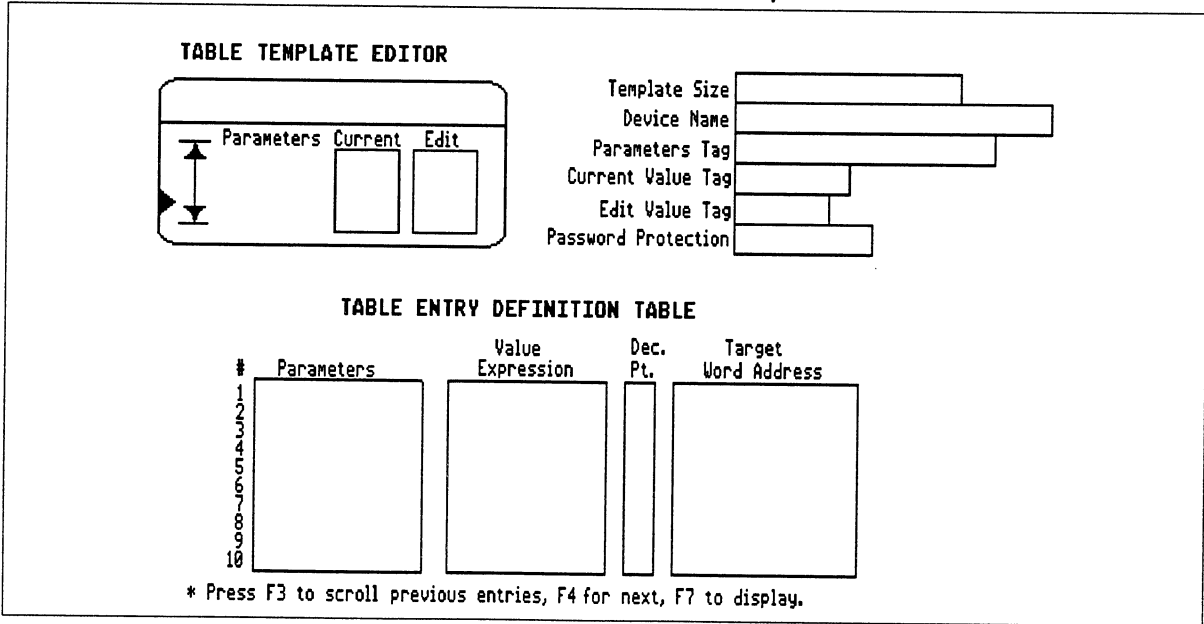 TABLE TEMPLATE EDITOR
Parameters Current Edit
Template Size
Device Name
Parameters Tag
Current Value Tag
Edit Value Tag
Password Protection
TABLE ENTRY DEFINITION TABLE
Value Dec. Target
# Parameters Expression Pt. Word Address
1
2
3
4
5
6
7
8
9
10
* Press F3 to scroll previous entries, F4 for next, F7 to display.